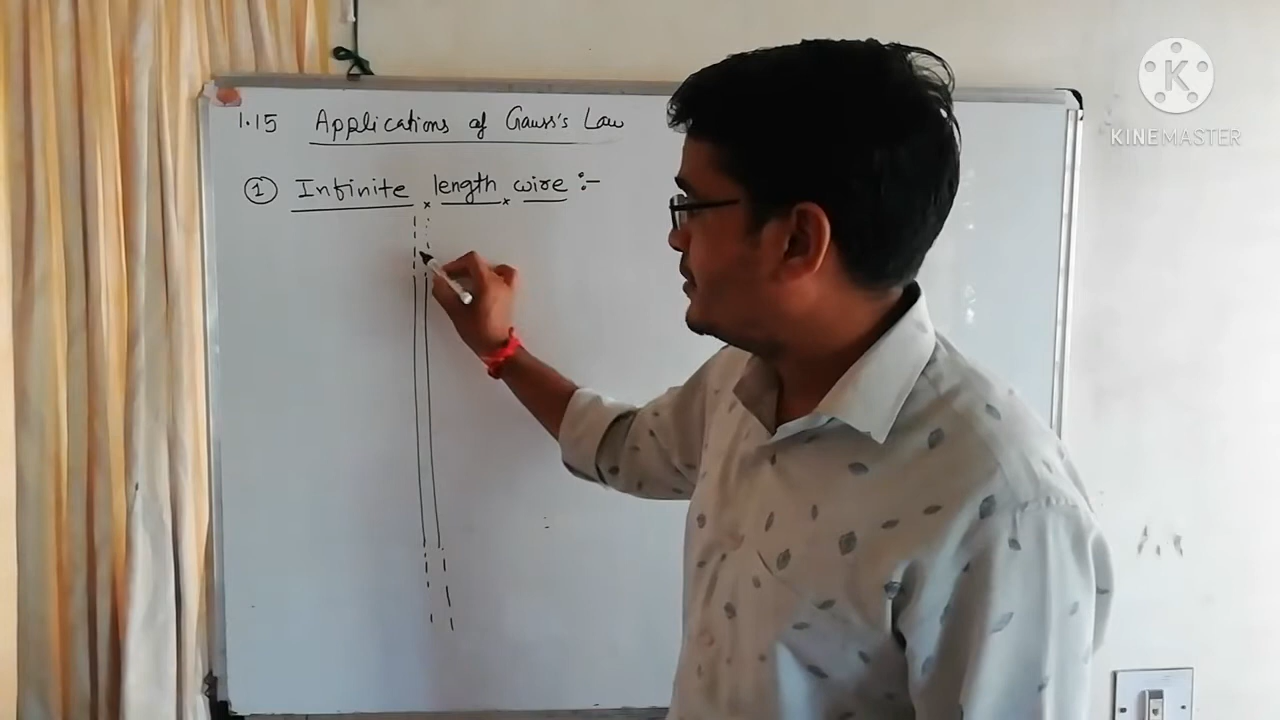 1.15 Applications of Gauss's Law
① Infinite length wire :-
K
KINEMASTER